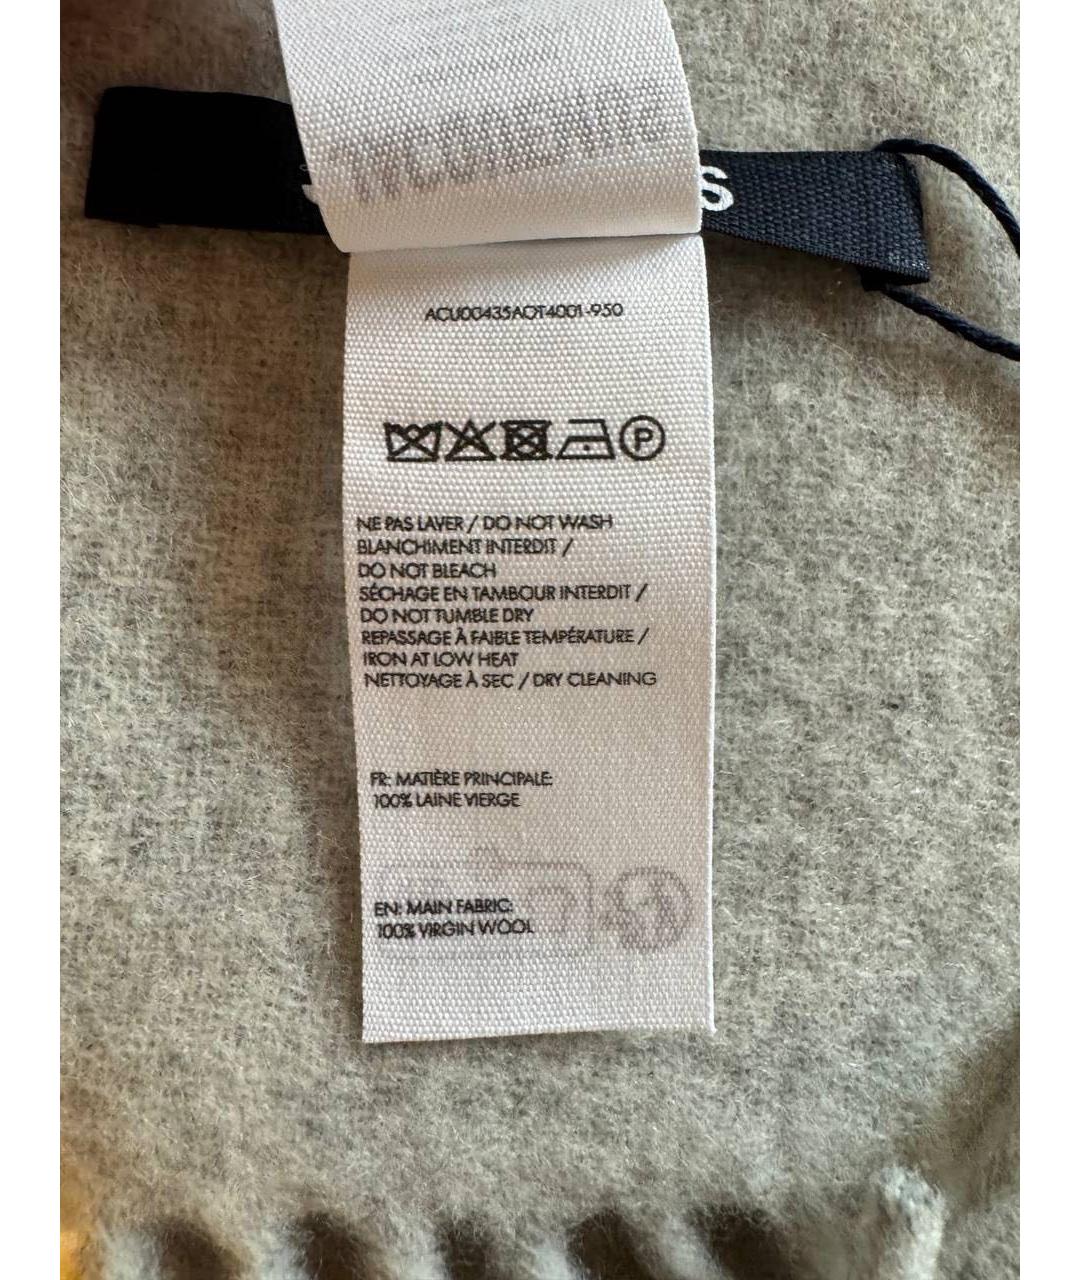 S
ACU00435AOT4001-950
P
NE PAS LAVER / DO NOT WASH
BLANCHIMENT INTERDIT /
DO NOT BLEACH
SÉCHAGE EN TAMBOUR INTERDIT /
DO NOT TUMBLE DRY
REPASSAGE À FAIBLE TEMPÉRATURE /
IRON AT LOW HEAT
NETTOYAGE À SEC / DRY CLEANING
FR: MATIÈRE PRINCIPALE:
100% LAINE VIERGE
EN: MAIN FABRIC:
100% VIRGIN WOOL